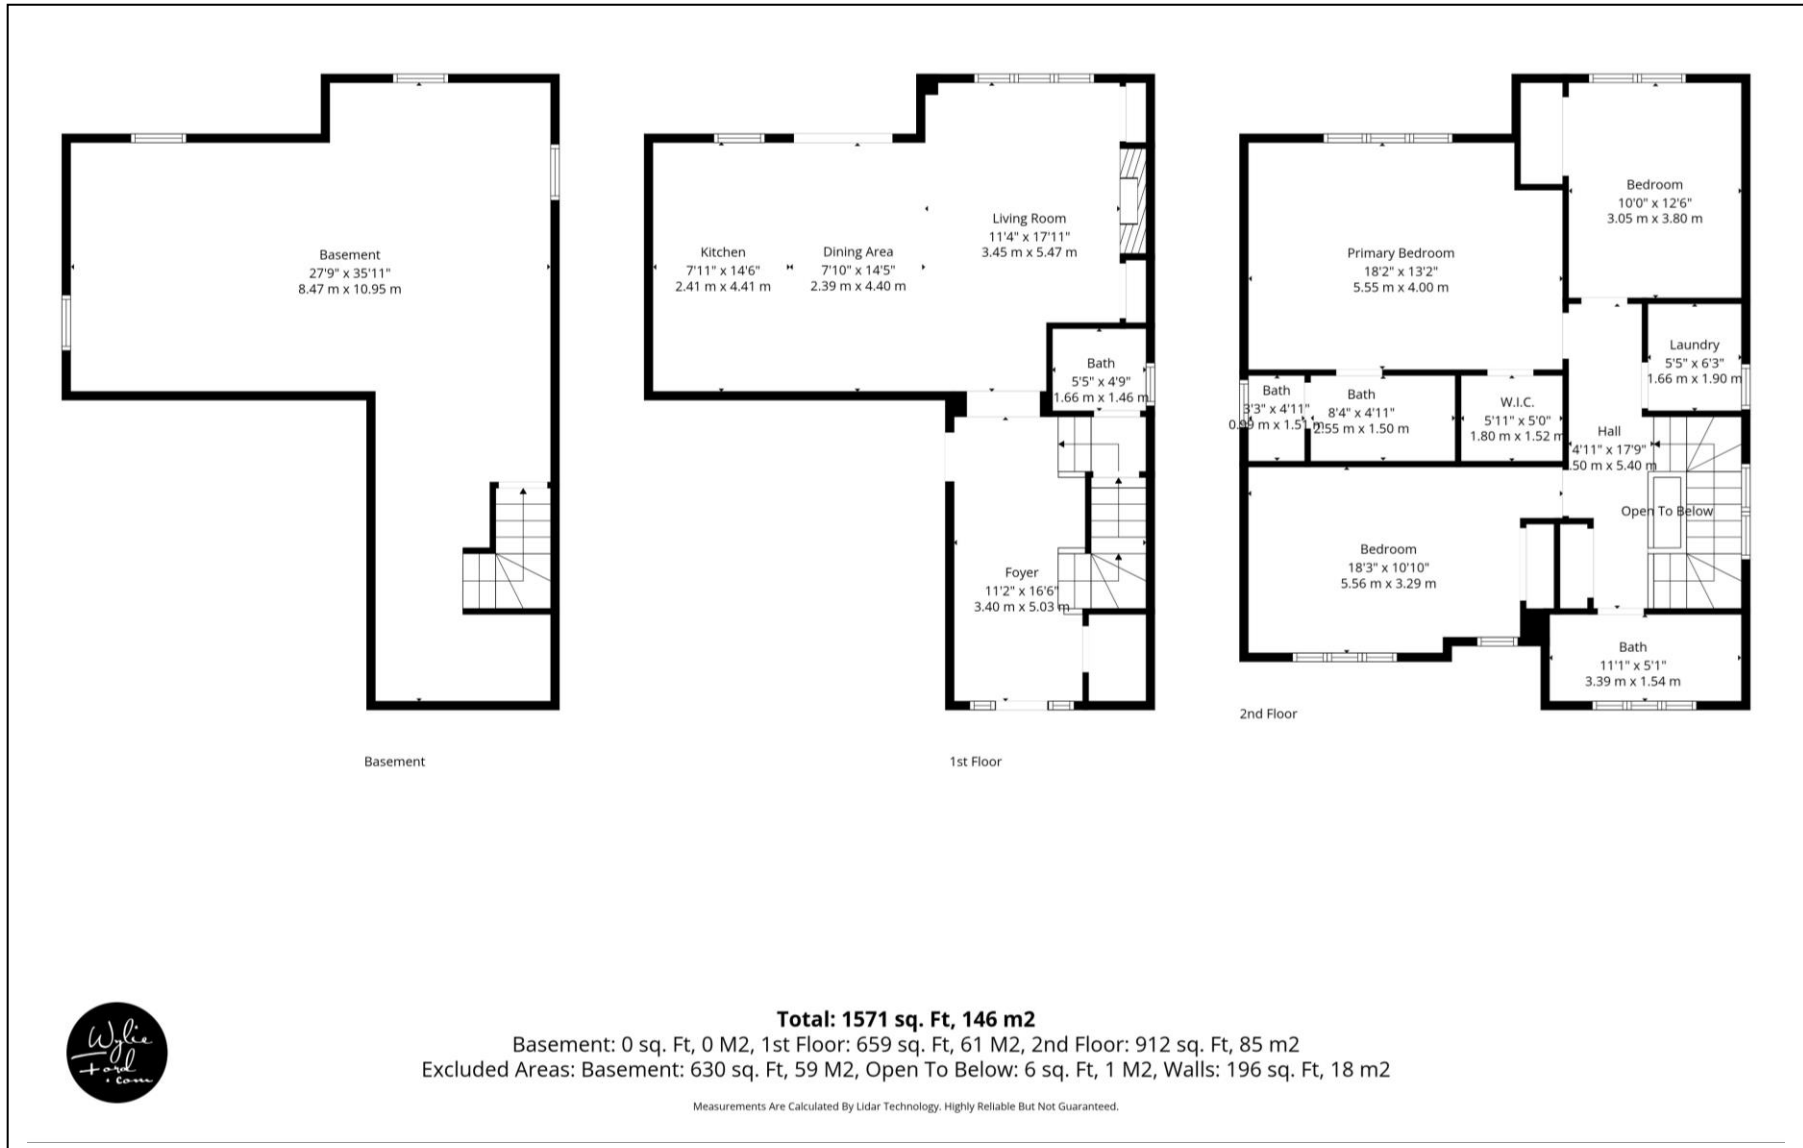 Basement
27'9" x 35'11"
8.47 m x 10.95 m
Basement
Kitchen
7'11" x 14'6"
2.41 m x 4.41 m
Dining Area
7'10" x 14'5"
2.39 m x 4.40 m
Living Room
11'4" x 17'11"
3.45 m x 5.47 m
Bath
5'5" x 4'9"
1.66 m x 1.46 m
Foyer
11'2" x 16'6"
3.40 m x 5.03 m
1st Floor
Bedroom
10'0" x 12'6"
3.05 m x 3.80 m
Primary Bedroom
18'2" x 13'2"
5.55 m x 4.00 m
Laundry
5'5" x 6'3"
1.66 m x 1.90 m
Bath
3'3" x 4'11"
0.99 m x 1.51 m
Bath
8'4" x 4'11"
2.55 m x 1.50 m
W.I.C.
5'11" x 5'0"
1.80 m x 1.52 m
Hall
4'11" x 17'9"
.50 m x 5.40 m
Open To Below
Bedroom
18'3" x 10'10"
5.56 m x 3.29 m
Bath
11'1" x 5'1"
3.39 m x 1.54 m
2nd Floor
Wylie
Ford
.com
Total: 1571 sq. Ft, 146 m2
Basement: 0 sq. Ft, 0 M2, 1st Floor: 659 sq. Ft, 61 M2, 2nd Floor: 912 sq. Ft, 85 m2
Excluded Areas: Basement: 630 sq. Ft, 59 M2, Open To Below: 6 sq. Ft, 1 M2, Walls: 196 sq. Ft, 18 m2
Measurements Are Calculated By Lidar Technology. Highly Reliable But Not Guaranteed.